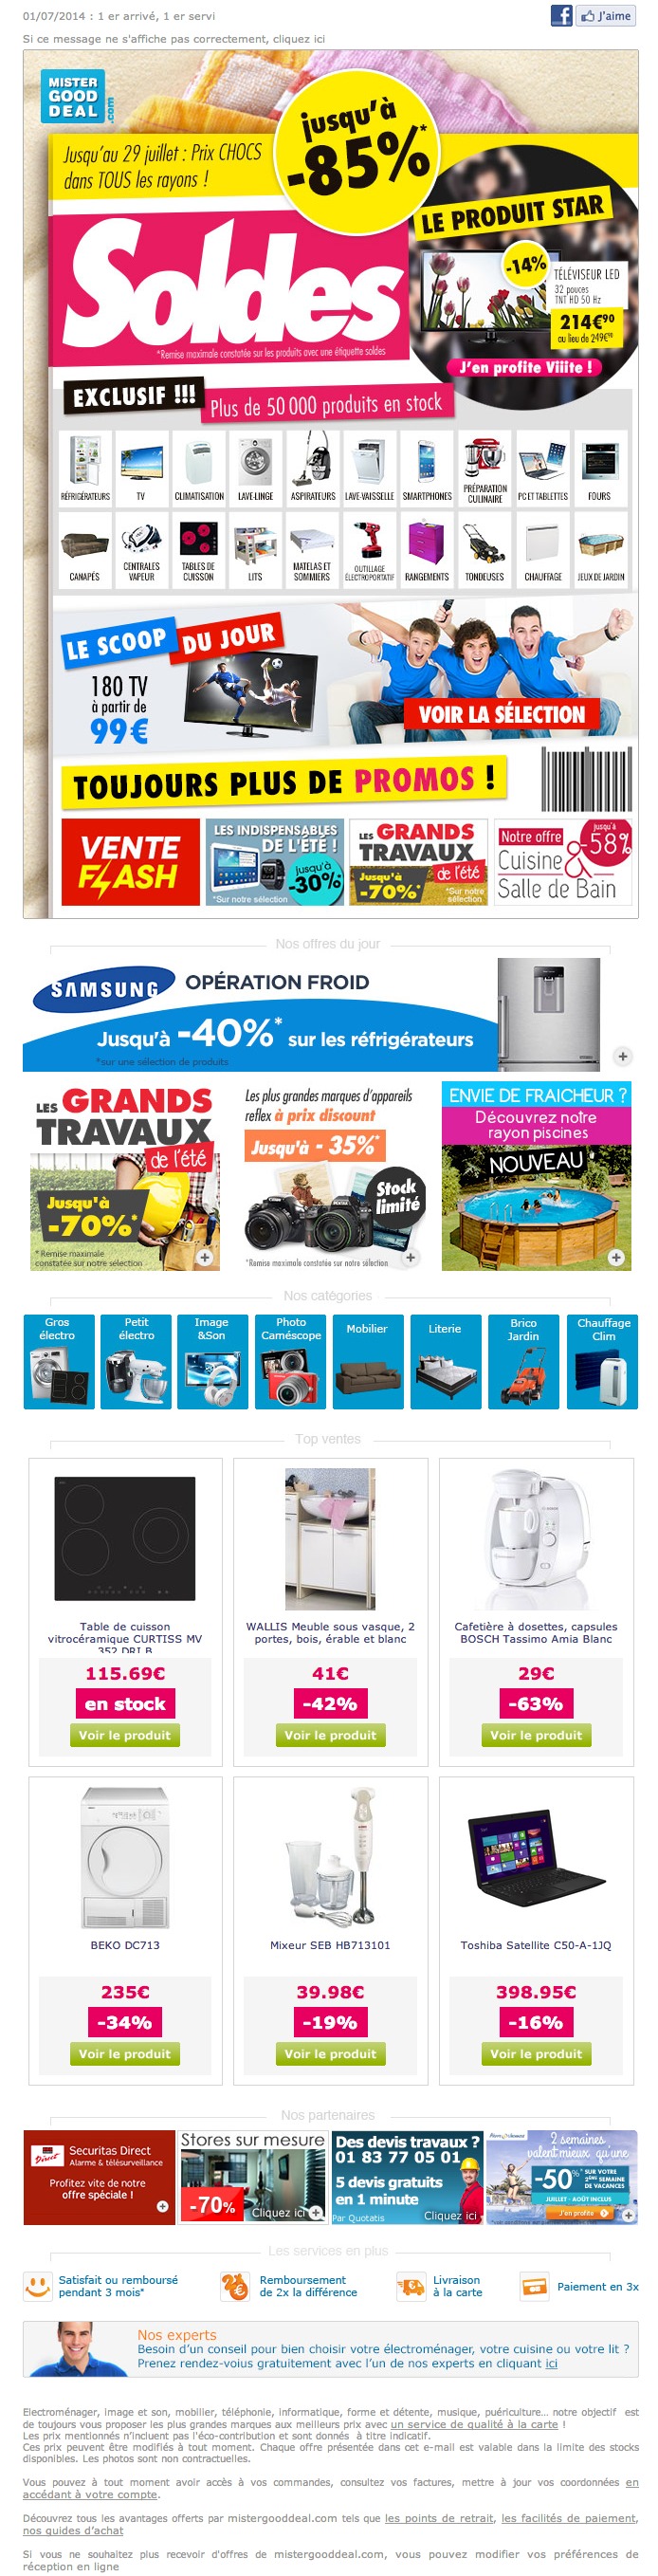 01/07/2014 : 1 er arrivé, 1 er servi
J'aime
Si ce message ne s'affiche pas correctement, cliquez ici
MISTER
GOOD
DEAL
.com
jusqu'à
-85%*
Jusqu'au 29 juillet : Prix CHOCS
dans TOUS les rayons !
LE PRODUIT STAR
Soldes
-14%
TÉLÉVISEUR LED
32 pouces
TNT HD 50 Hz
214€90
au lieu de 249€90
*Remise maximale constatée sur les produits avec une étiquette soldes
J'en profite Viiite !
EXCLUSIF !!!
Plus de 50 000 produits en stock
RÉFRIGÉRATEURS
TV
CLIMATISATION
LAVE-LINGE
ASPIRATEURS
LAVE-VAISSELLE
SMARTPHONES
PRÉPARATION
CULINAIRE
PC ET TABLETTES
FOURS
CANAPÉS
CENTRALES
VAPEUR
TABLES DE
CUISSON
LITS
MATELAS ET
SOMMIERS
OUTILLAGE
ÉLECTROPORTATIF
RANGEMENTS
TONDEUSES
CHAUFFAGE
JEUX DE JARDIN
LE SCOOP
DU JOUR
180 TV
à partir de
99€
VOIR LA SÉLECTION
TOUJOURS PLUS DE PROMOS !
VENTE
FLASH
LES INDISPENSABLES
DE L'ÉTÉ !
jusqu'à
-30%*
*Sur notre sélection
LES GRANDS
TRAVAUX
de l'été
Jusqu'à
-70%*
*Sur notre
sélection
Notre offre
jusqu'à
-58%
Cuisine
&
Salle de Bain
Nos offres du jour
SAMSUNG
OPÉRATION FROID
Jusqu'à -40%* sur les réfrigérateurs
*sur une sélection de produits
LES GRANDS
TRAVAUX
de l'été
Jusqu'à
-70%*
* Remise maximale
constatée sur notre sélection
Les plus grandes marques d'appareils
reflex à prix discount
Jusqu'à - 35%*
Stock
limité
*Remise maximale constatée sur notre sélection
ENVIE DE FRAICHEUR ?
Découvrez notre
rayon piscines
NOUVEAU
Nos catégories
Gros
électro
Petit
électro
Image
&Son
Photo
Caméscope
Mobilier
Literie
Brico
Jardin
Chauffage
Clim
Top ventes
Table de cuisson
vitrocéramique CURTISS MV
352 DRI B
115.69€
en stock
Voir le produit
WALLIS Meuble sous vasque, 2
portes, bois, érable et blanc
41€
-42%
Voir le produit
Cafetière à dosettes, capsules
BOSCH Tassimo Amia Blanc
29€
-63%
Voir le produit
BEKO DC713
235€
-34%
Voir le produit
Mixeur SEB HB713101
39.98€
-19%
Voir le produit
Toshiba Satellite C50-A-1JQ
398.95€
-16%
Voir le produit
Nos partenaires
Direct
Securitas Direct
Alarme & télésurveillance
Profitez vite de notre
offre spéciale !
Stores sur mesure
-70%
Cliquez ici
Des devis travaux ?
01 83 77 05 01
5 devis gratuits
en 1 minute
Par Quotatis
Cliquez ici
2 semaines
valent mieux qu'une
-50%*
SUR VOTRE
2ÈME SEMAINE
DE VACANCES
JUILLET - AOÛT INCLUS
J'en profite
Les services en plus
Satisfait ou remboursé
pendant 3 mois*
Remboursement
de 2x la différence
Livraison
à la carte
Paiement en 3x
Nos experts
Besoin d'un conseil pour bien choisir votre électroménager, votre cuisine ou votre lit ?
Prenez rendez-voius gratuitement avec l'un de nos experts en cliquant ici
Electroménager, image et son, mobilier, téléphonie, informatique, forme et détente, musique, puériculture... notre objectif est
de toujours vous proposer les plus grandes marques aux meilleurs prix avec un service de qualité à la carte !
Les prix mentionnés n'incluent pas l'éco-contribution et sont donnés à titre indicatif.
Ces prix peuvent être modifiés à tout moment. Chaque offre présentée dans cet e-mail est valable dans la limite des stocks
disponibles. Les photos sont non contractuelles.
Vous pouvez à tout moment avoir accès à vos commandes, consultez vos factures, mettre à jour vos coordonnées en
accédant à votre compte.
Découvrez tous les avantages offerts par mistergooddeal.com tels que les points de retrait, les facilités de paiement,
nos guides d'achat
Si vous ne souhaitez plus recevoir d'offres de mistergooddeal.com, vous pouvez modifier vos préférences de
réception en ligne